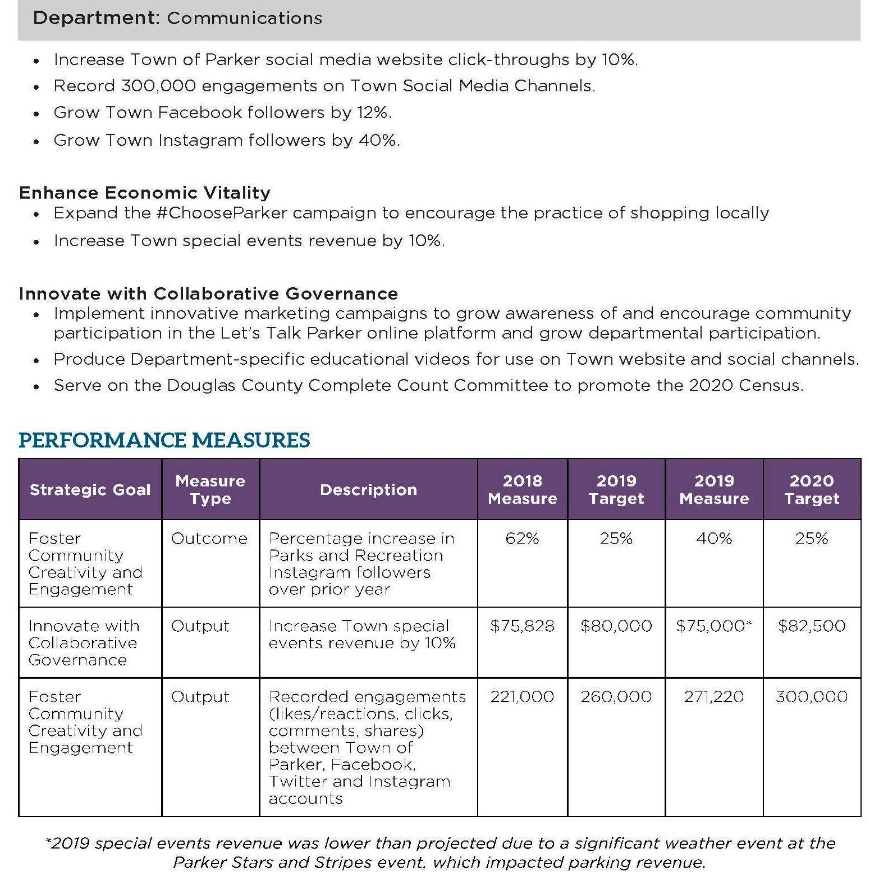 Department: Communications
• Increase Town of Parker social media website click-throughs by 10%.
• Record 300,000 engagements on Town Social Media Channels.
• Grow Town Facebook followers by 12%.
• Grow Town Instagram followers by 40%.
Enhance Economic Vitality
• Expand the #ChooseParker campaign to encourage the practice of shopping locally
• Increase Town special events revenue by 10%.
Innovate with Collaborative Governance
• Implement innovative marketing campaigns to grow awareness of and encourage community
participation in the Let's Talk Parker online platform and grow departmental participation.
• Produce Department-specific educational videos for use on Town website and social channels.
• Serve on the Douglas County Complete Count Committee to promote the 2020 Census.
PERFORMANCE MEASURES
Strategic Goal
Measure
Type
Description
2018
Measure
2019
Target
2019
Measure
2020
Target
Foster
Community
Creativity and
Engagement
Outcome
Percentage increase in
Parks and Recreation
Instagram followers
over prior year
62%
25%
40%
25%
Innovate with
Collaborative
Governance
Output
Increase Town special
events revenue by 10%
$75,828
$80,000
$75,000*
$82,500
Foster
Community
Creativity and
Engagement
Output
Recorded engagements
(likes/reactions, clicks,
comments, shares)
between Town of
Parker, Facebook,
Twitter and Instagram
accounts
221,000
260,000
271,220
300,000
*2019 special events revenue was lower than projected due to a significant weather event at the
Parker Stars and Stripes event, which impacted parking revenue.